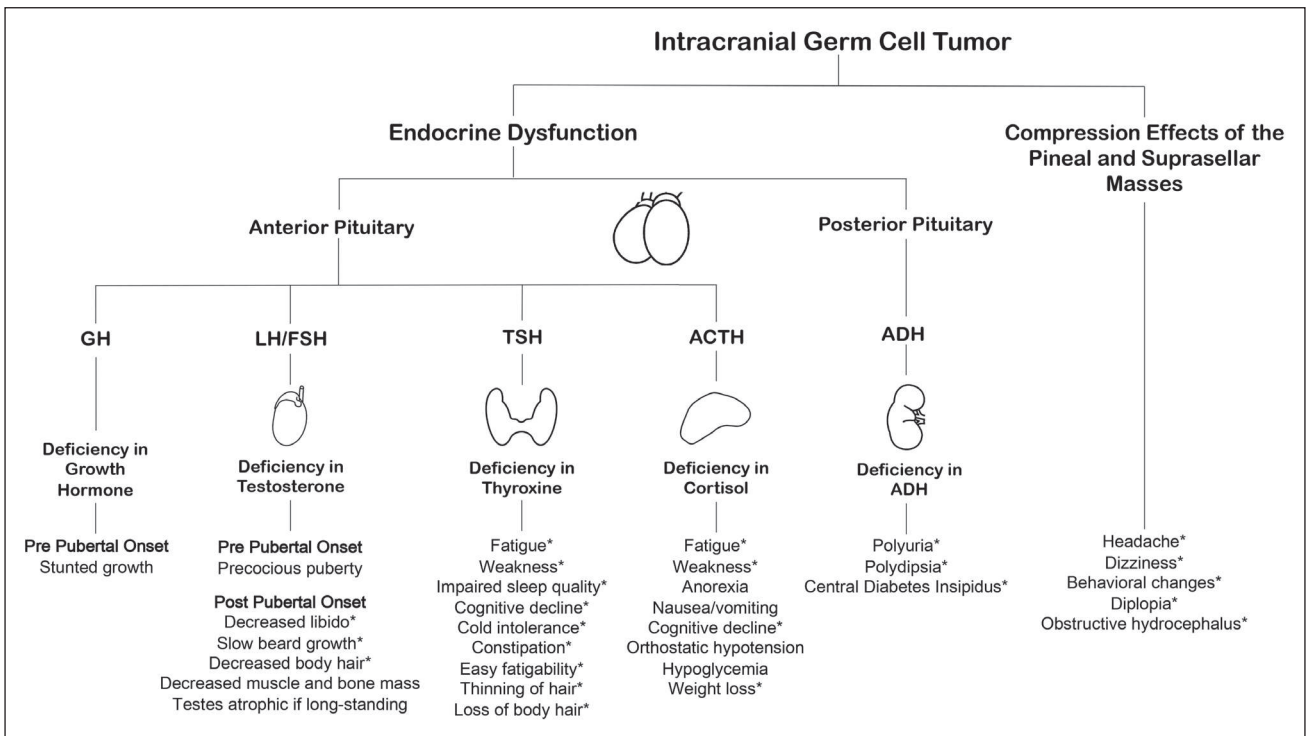 Intracranial Germ Cell Tumor
Endocrine Dysfunction
Compression Effects of the
Pineal and Suprasellar
Masses
Anterior Pituitary
Posterior Pituitary
GH
LH/FSH
TSH
ACTH
ADH
Deficiency in
Growth
Hormone
Deficiency in
Testosterone
Deficiency in
Thyroxine
Deficiency in
Cortisol
Deficiency in
ADH
Pre Pubertal Onset
Stunted growth
Pre Pubertal Onset
Precocious puberty
Post Pubertal Onset
Decreased libido*
Slow beard growth*
Decreased body hair*
Decreased muscle and bone mass
Testes atrophic if long-standing
Fatigue*
Weakness*
Impaired sleep quality*
Cognitive decline*
Cold intolerance*
Constipation*
Easy fatigability*
Thinning of hair*
Loss of body hair*
Fatigue*
Weakness*
Anorexia
Nausea/vomiting
Cognitive decline*
Orthostatic hypotension
Hypoglycemia
Weight loss*
Polyuria*
Polydipsia*
Central Diabetes Insipidus*
Headache*
Dizziness*
Behavioral changes*
Diplopia*
Obstructive hydrocephalus*